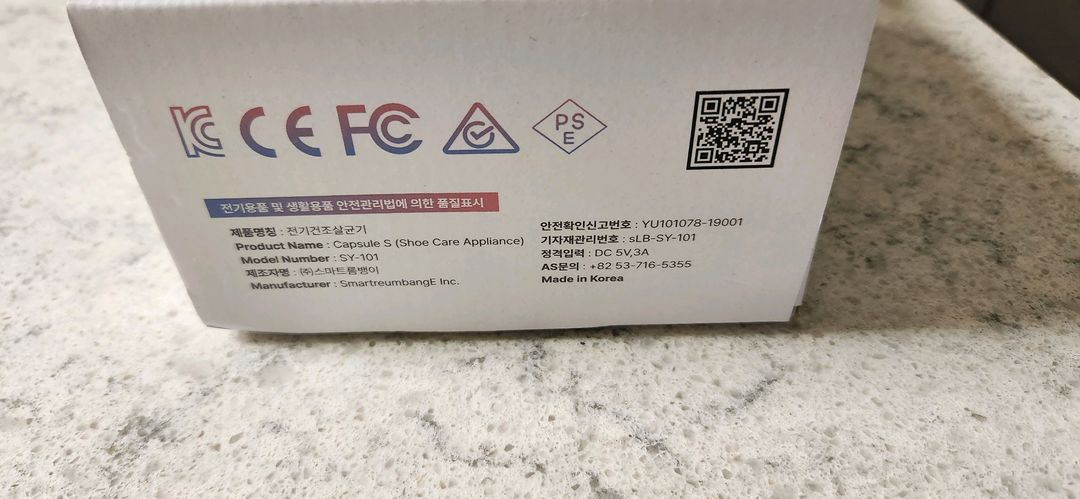 KC CE FC
PS
E
전기용품 및 생활용품 안전관리법에 의한 품질표시
제품명칭 : 전기건조살균기
Product Name : Capsule S (Shoe Care Appliance)
Model Number : SY-101
제조자명 : ㈜스마트름뱅이
Manufacturer : SmartreumbangE Inc.
안전확인신고번호 : YU101078-19001
기자재관리번호 : sLB-SY-101
정격입력 : DC 5V,3A
AS문의 : +82 53-716-5355
Made in Korea